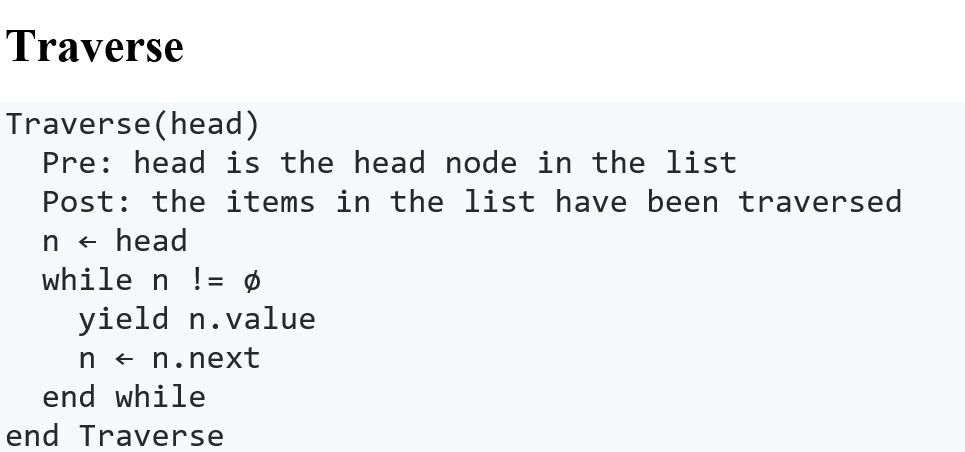 Traverse
Traverse(head)
  Pre: head is the head node in the list
  Post: the items in the list have been traversed
  n ← head
  while n != ø
    yield n.value
    n ← n.next
  end while
end Traverse